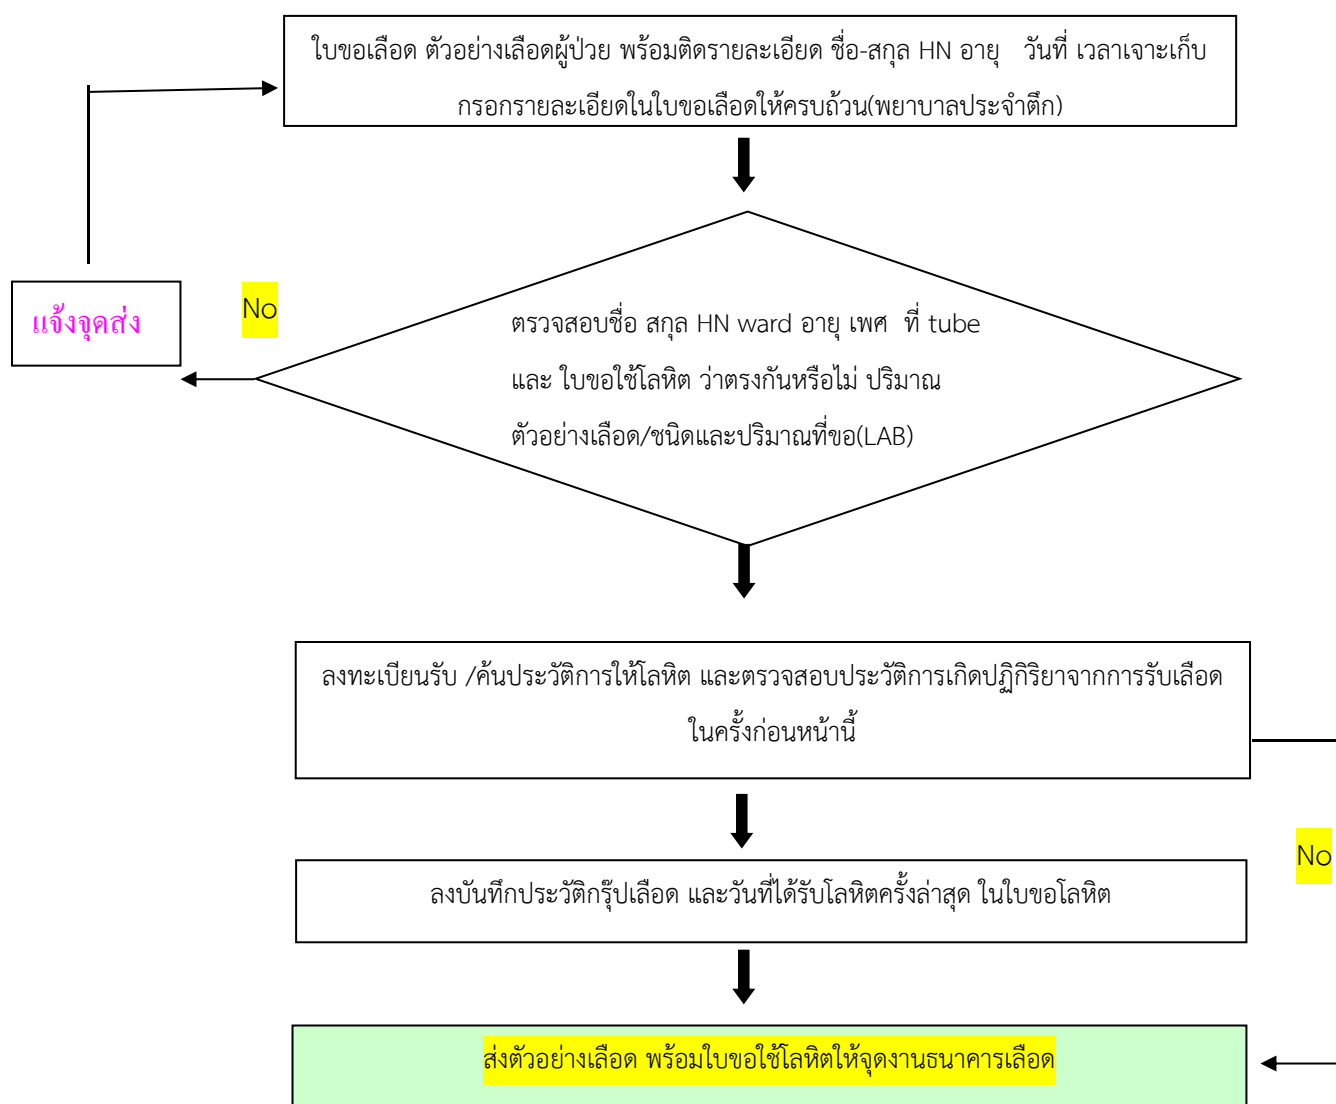 ใบขอเลือด ตัวอย่างเลือดผู้ป่วย พร้อมติดรายละเอียด ชื่อ-สกุล HN อายุ วันที่ เวลาเจาะเก็บ
กรอกรายละเอียดในใบขอเลือดให้ครบถ้วน(พยาบาลประจำตึก)
แจ้งจุดส่ง
No
ตรวจสอบชื่อ สกุล HN ward อายุ เพศ ที่ tube
และ ใบขอใช้โลหิต ว่าตรงกันหรือไม่ ปริมาณ
ตัวอย่างเลือด/ชนิดและปริมาณที่ขอ(LAB)
ลงทะเบียนรับ /ค้นประวัติการให้โลหิต และตรวจสอบประวัติการเกิดปฏิกิริยาจากการรับเลือด
ในครั้งก่อนหน้านี้
No
ลงบันทึกประวัติกรุ๊ปเลือด และวันที่ได้รับโลหิตครั้งล่าสุด ในใบขอโลหิต
ส่งตัวอย่างเลือด พร้อมใบขอใช้โลหิตให้จุดงานธนาคารเลือด